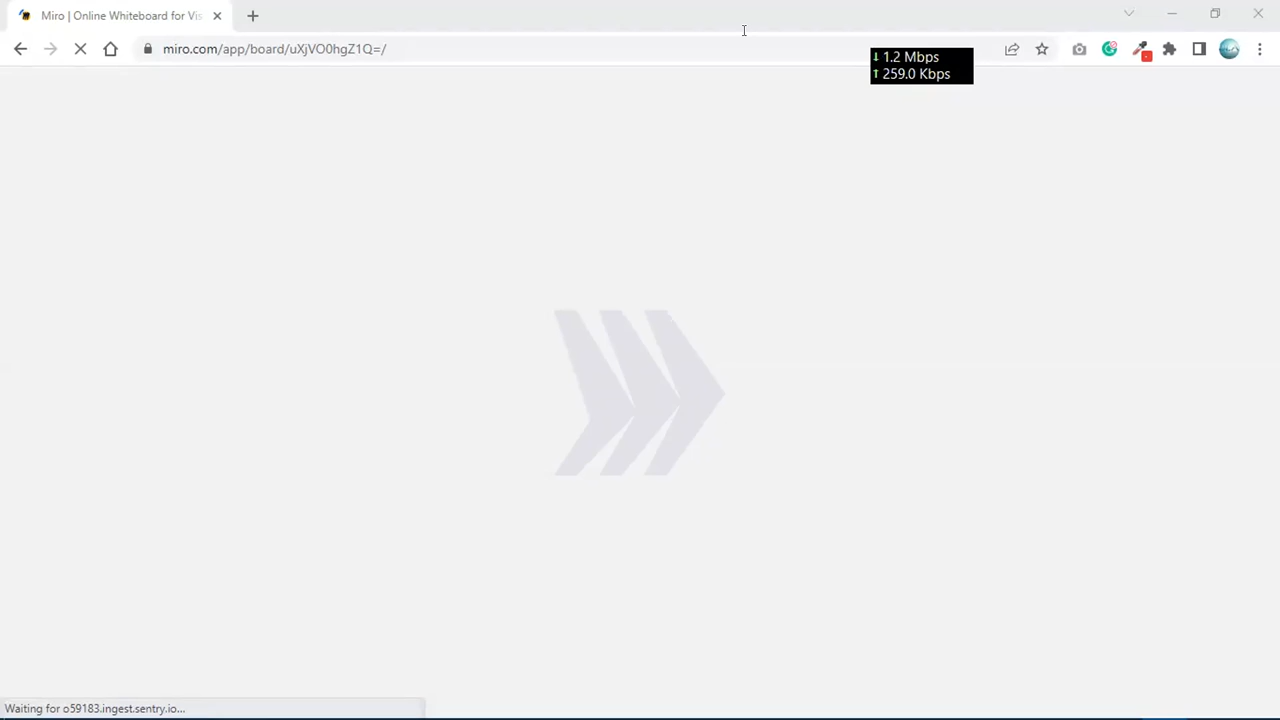 Miro | Online Whiteboard for Vis
miro.com/app/board/uXjVO0hgZ1Q=/
↓ 1.2 Mbps
↑ 259.0 Kbps
Waiting for o59183.ingest.sentry.io...